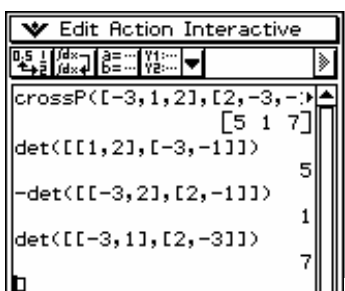 Edit Action Interactive
crossP([-3,1,2],[2,-3,-
[5 1 7]
det([[1,2],[-3,-1]])
5
-det([[-3,2],[2,-1]])
1
det([[-3,1],[2,-3]])
7